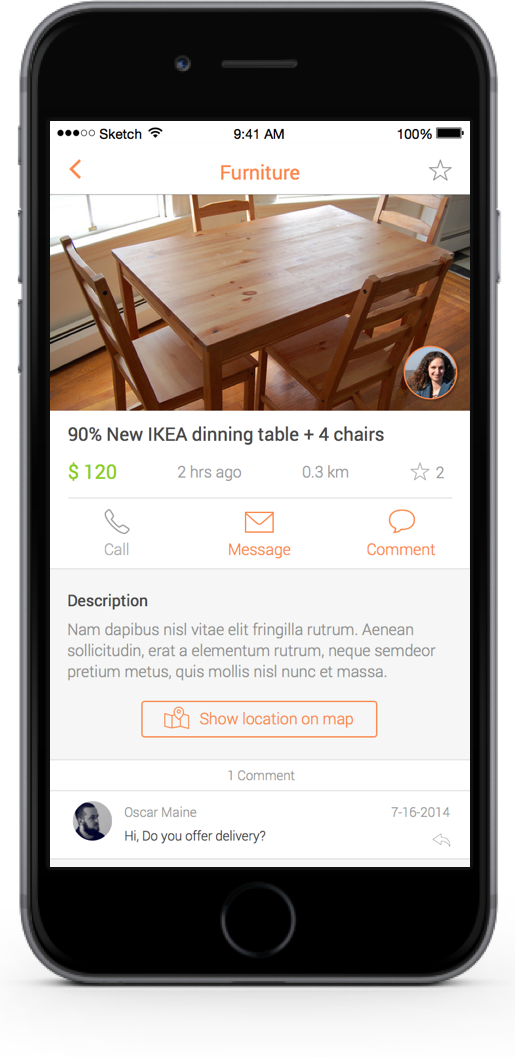 Sketch 9:41 AM 100%
Furniture
90% New IKEA dinning table + 4 chairs
$ 120 2 hrs ago 0.3 km 2
Call Message Comment
Description
Nam dapibus nisl vitae elit fringilla rutrum. Aenean
sollicitudin, erat a elementum rutrum, neque semdeor
pretium metus, quis mollis nisl nunc et massa.
Show location on map
1 Comment
Oscar Maine 7-16-2014
Hi, Do you offer delivery?